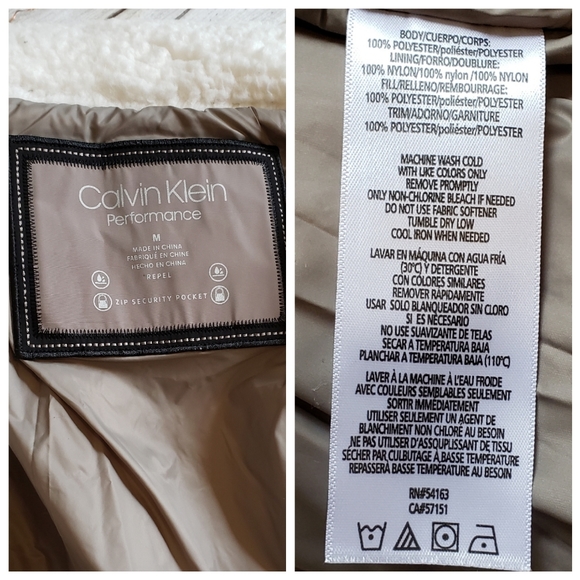 Calvin Klein
Performance
M
MADE IN CHINA
FABRIQUÉ EN CHINE
HECHO EN CHINA
REPEL
ZIP SECURITY POCKET
BODY/CUERPO/CORPS:
100% POLYESTER/poliéster/POLYESTER
LINING/FORRO/DOUBLURE:
100% NYLON/100% nylon /100% NYLON
FILL/RELLENO/REMBOURRAGE:
100% POLYESTER/poliéster/POLYESTER
TRIM/ADORNO/GARNITURE
100% POLYESTER/poliéster/POLYESTER
MACHINE WASH COLD
WITH LIKE COLORS ONLY
REMOVE PROMPTLY
ONLY NON-CHLORINE BLEACH IF NEEDED
DO NOT USE FABRIC SOFTENER
TUMBLE DRY LOW
COOL IRON WHEN NEEDED
LAVAR EN MÁQUINA CON AGUA FRÍA
(30°C) Y DETERGENTE
CON COLORES SIMILARES
REMOVER RÁPIDAMENTE
USAR SOLO BLANQUEADOR SIN CLORO
SI ES NECESARIO
NO USE SUAVIZANTE DE TELAS
SECAR A TEMPERATURA BAJA
PLANCHAR A TEMPERATURA BAJA (110°C)
LAVER À LA MACHINE À L'EAU FROIDE
AVEC COULEURS SEMBLABLES SEULEMENT
SORTIR IMMÉDIATEMENT
UTILISER SEULEMENT UN AGENT DE
BLANCHIMENT NON CHLORÉ AU BESOIN
NE PAS UTILISER D'ASSOUPLISSANT DE TISSU
SÉCHER PAR CULBUTAGE À BASSE TEMPÉRATURE
REPASSERÀ BASSE TEMPÉRATURE AU BESOIN
RN#54163
CA#57151